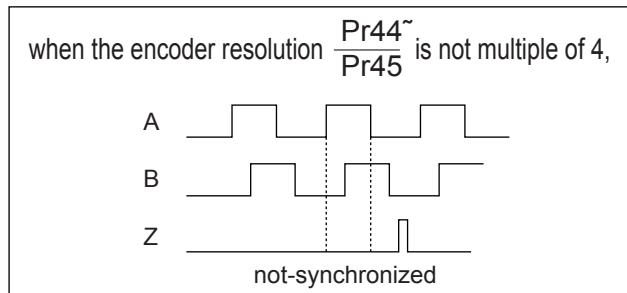 when the encoder resolution Pr44˜/Pr45 is not multiple of 4,
A
B
Z
not-synchronized